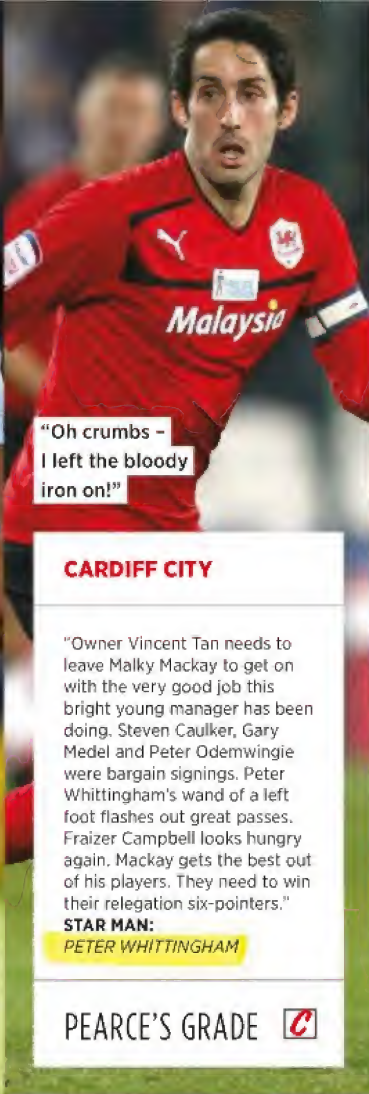 Malaysia
"Oh crumbs –
I left the bloody
iron on!"
CARDIFF CITY
"Owner Vincent Tan needs to
leave Malky Mackay to get on
with the very good job this
bright young manager has been
doing. Steven Caulker, Gary
Medel and Peter Odemwingie
were bargain signings. Peter
Whittingham's wand of a left
foot flashes out great passes.
Fraizer Campbell looks hungry
again. Mackay gets the best out
of his players. They need to win
their relegation six-pointers."
STAR MAN:
PETER WHITTINGHAM
PEARCE'S GRADE C